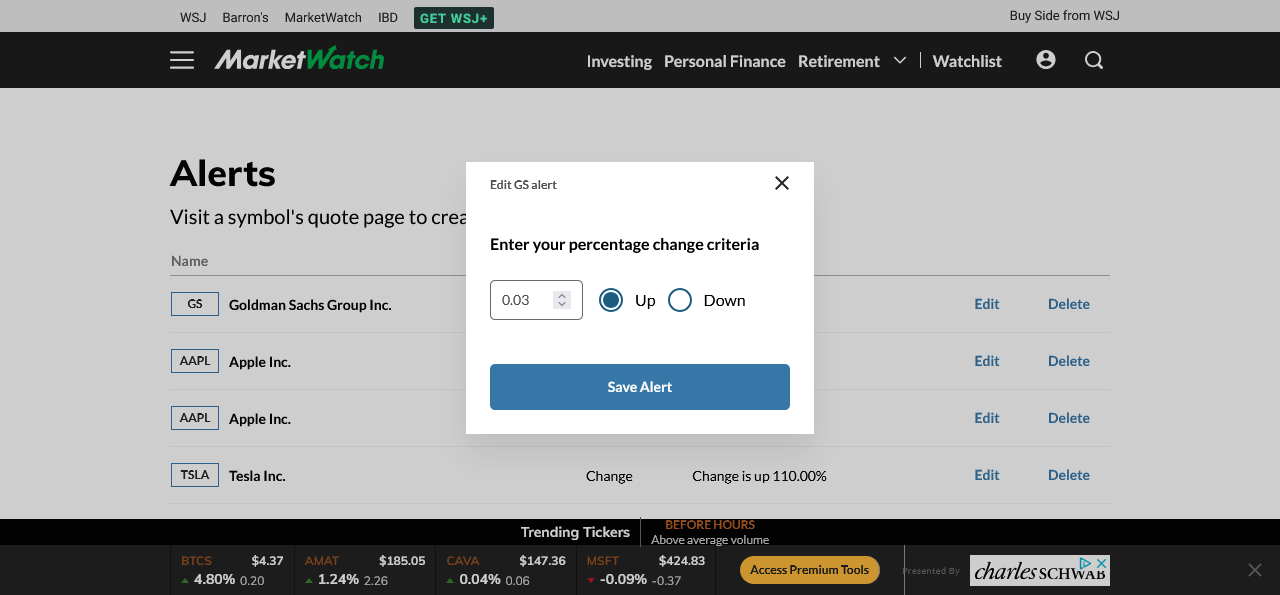 WSJ Barron's MarketWatch IBD GET WSJ+ Buy Side from WSJ
MarketWatch Investing Personal Finance Retirement Watchlist
Alerts
Visit a symbol's quote page to crea
Name
GS Goldman Sachs Group Inc. Edit Delete
AAPL Apple Inc. Edit Delete
AAPL Apple Inc. Edit Delete
TSLA Tesla Inc. Change Change is up 110.00% Edit Delete
Edit GS alert
Enter your percentage change criteria
0.03 Up Down
Save Alert
Trending Tickers
BEFORE HOURS
Above average volume
BTCS $4.37
4.80% 0.20
AMAT $185.05
1.24% 2.26
CAVA $147.36
0.04% 0.06
MSFT $424.83
-0.09% -0.37
Access Premium Tools
Presented By
charles SCHWAB